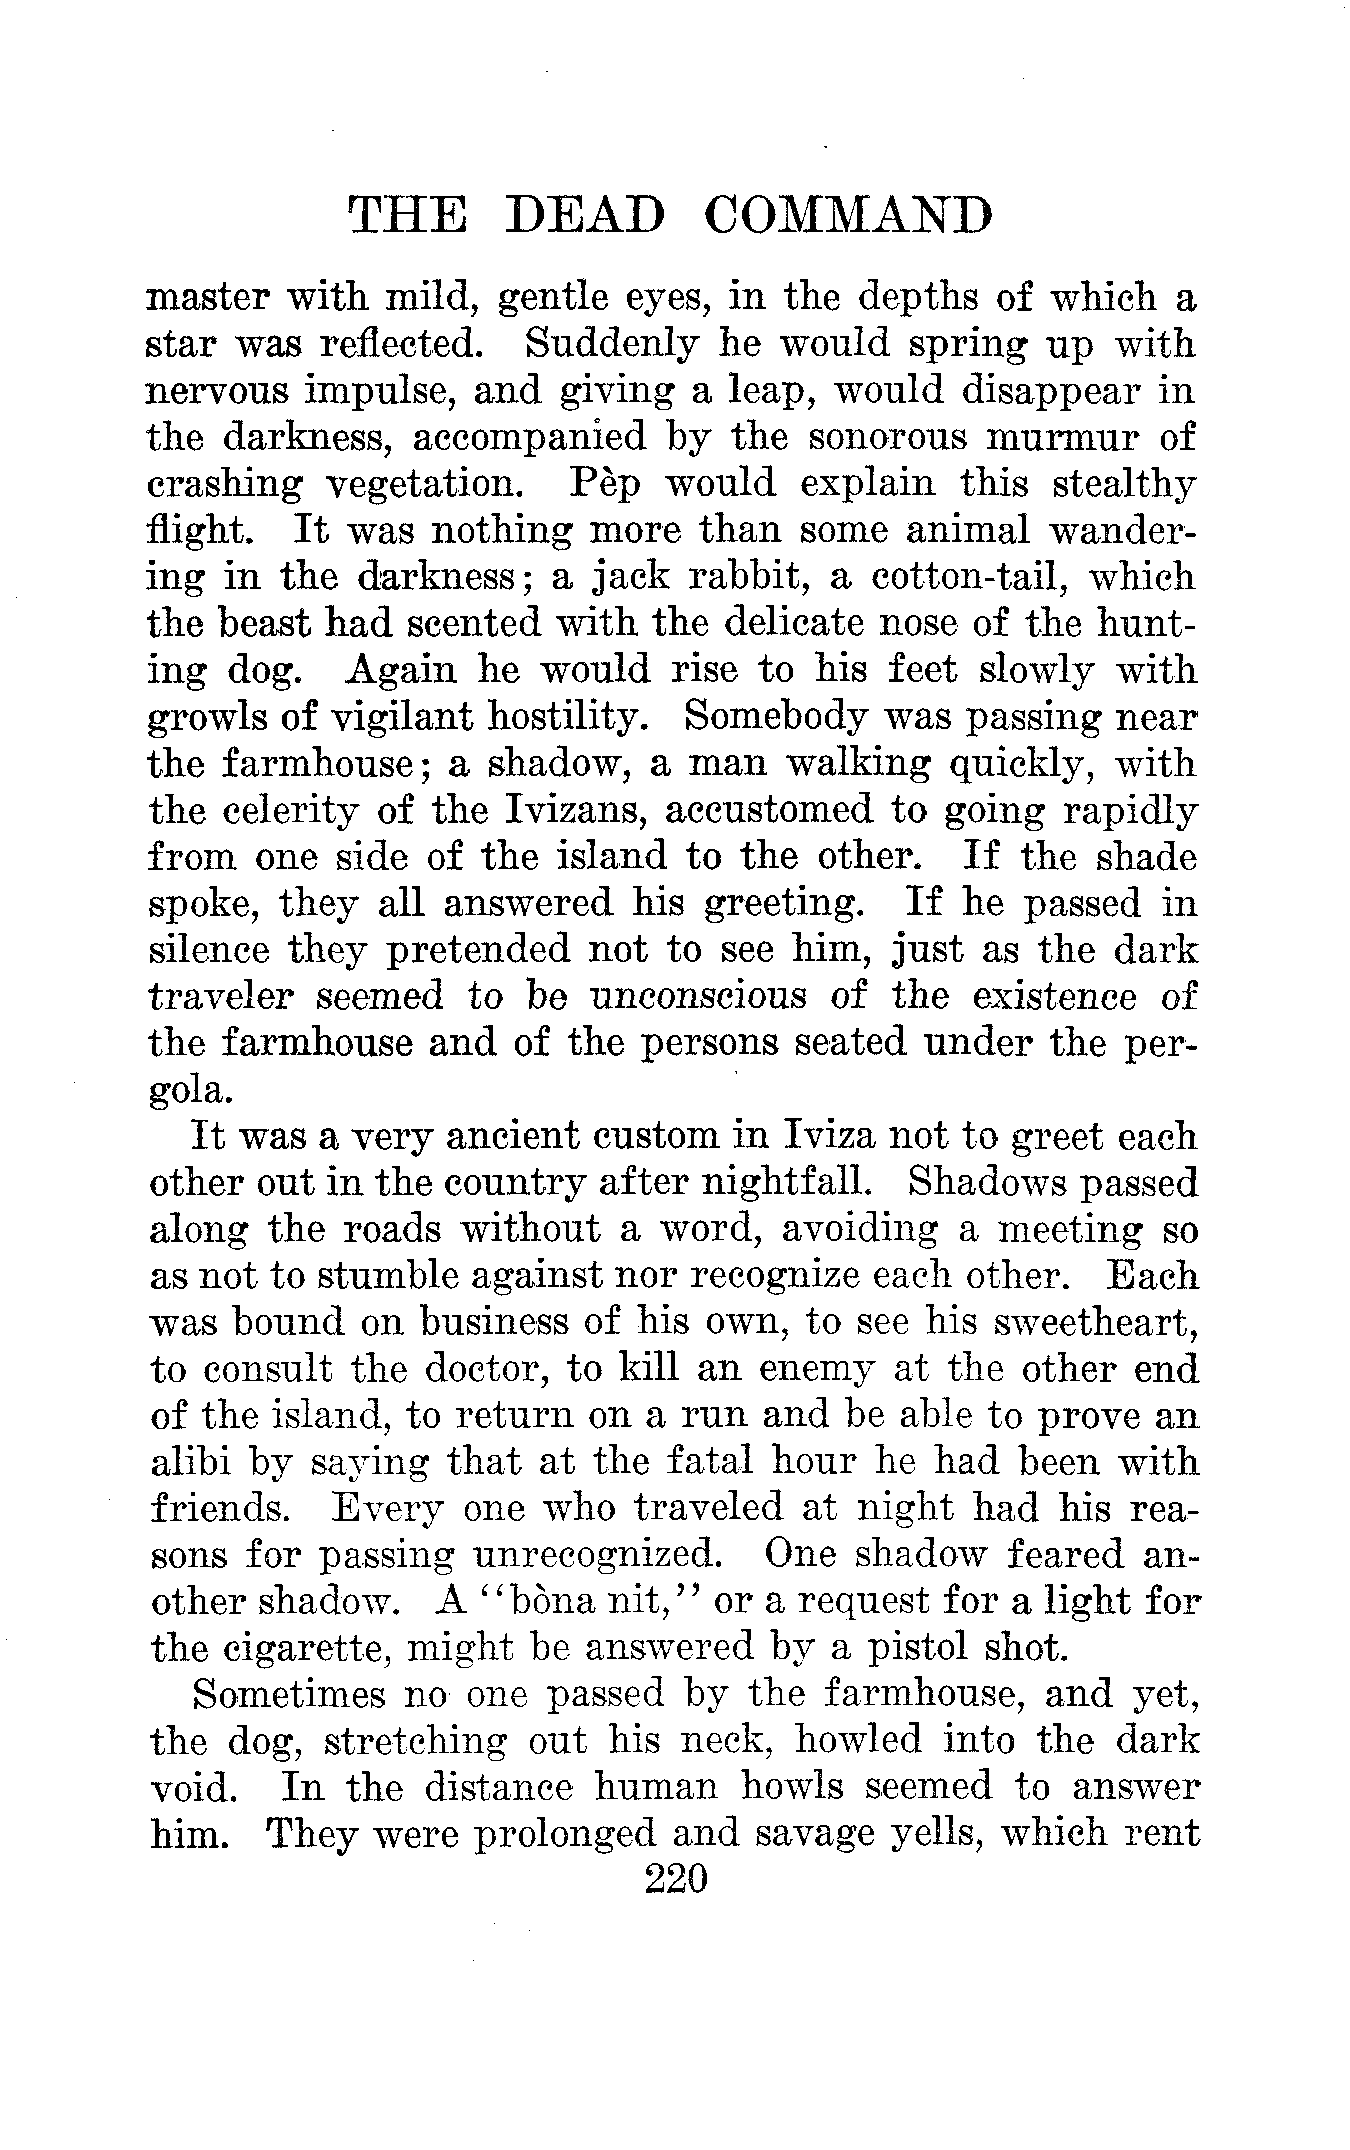 THE DEAD COMMAND
master with mild, gentle eyes, in the depths of which a
star was reflected. Suddenly he would spring up with
nervous impulse, and giving a leap, would disappear in
the darkness, accompanied by the sonorous murmur of
crashing vegetation. Pèp would explain this stealthy
flight. It was nothing more than some animal wander-
ing in the darkness; a jack rabbit, a cotton-tail, which
the beast had scented with the delicate nose of the hunt-
ing dog. Again he would rise to his feet slowly with
growls of vigilant hostility. Somebody was passing near
the farmhouse; a shadow, a man walking quickly, with
the celerity of the Ivizans, accustomed to going rapidly
from one side of the island to the other. If the shade
spoke, they all answered his greeting. If he passed in
silence they pretended not to see him, just as the dark
traveler seemed to be unconscious of the existence of
the farmhouse and of the persons seated under the per-
gola.
It was a very ancient custom in Iviza not to greet each
other out in the country after nightfall. Shadows passed
along the roads without a word, avoiding a meeting so
as not to stumble against nor recognize each other. Each
was bound on business of his own, to see his sweetheart,
to consult the doctor, to kill an enemy at the other end
of the island, to return on a run and be able to prove an
alibi by saying that at the fatal hour he had been with
friends. Every one who traveled at night had his rea-
sons for passing unrecognized. One shadow feared an-
other shadow. A "bòna nit," or a request for a light for
the cigarette, might be answered by a pistol shot.
Sometimes no one passed by the farmhouse, and yet,
the dog, stretching out his neck, howled into the dark
void. In the distance human howls seemed to answer
him. They were prolonged and savage yells, which rent
220